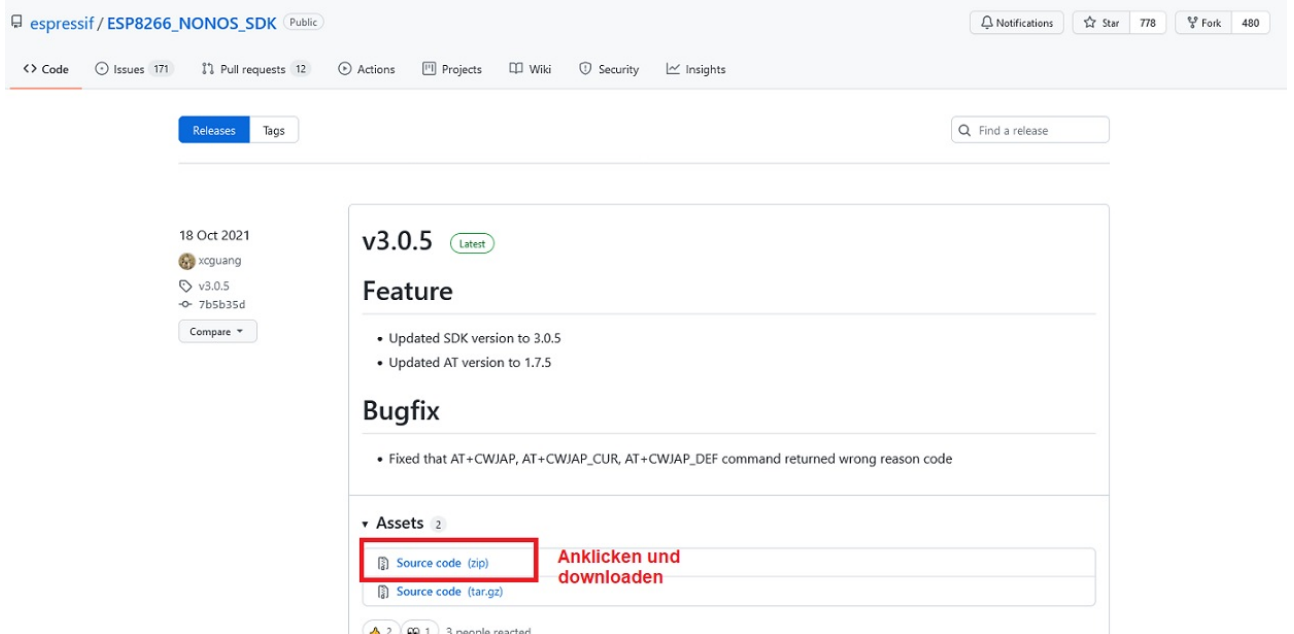 espressif / ESP8266_NONOS_SDK Public
Notifications Star 778 Fork 480
<> Code Issues 171 Pull requests 12 Actions Projects Wiki Security Insights
Releases Tags
Find a release
18 Oct 2021
xcguang
v3.0.5
7b5b35d
Compare
v3.0.5 Latest
Feature
• Updated SDK version to 3.0.5
• Updated AT version to 1.7.5
Bugfix
• Fixed that AT+CWJAP, AT+CWJAP_CUR, AT+CWJAP_DEF command returned wrong reason code
Assets 2
Source code (zip)
Anklicken und
downloaden
Source code (tar.gz)
2 1 3 people reacted